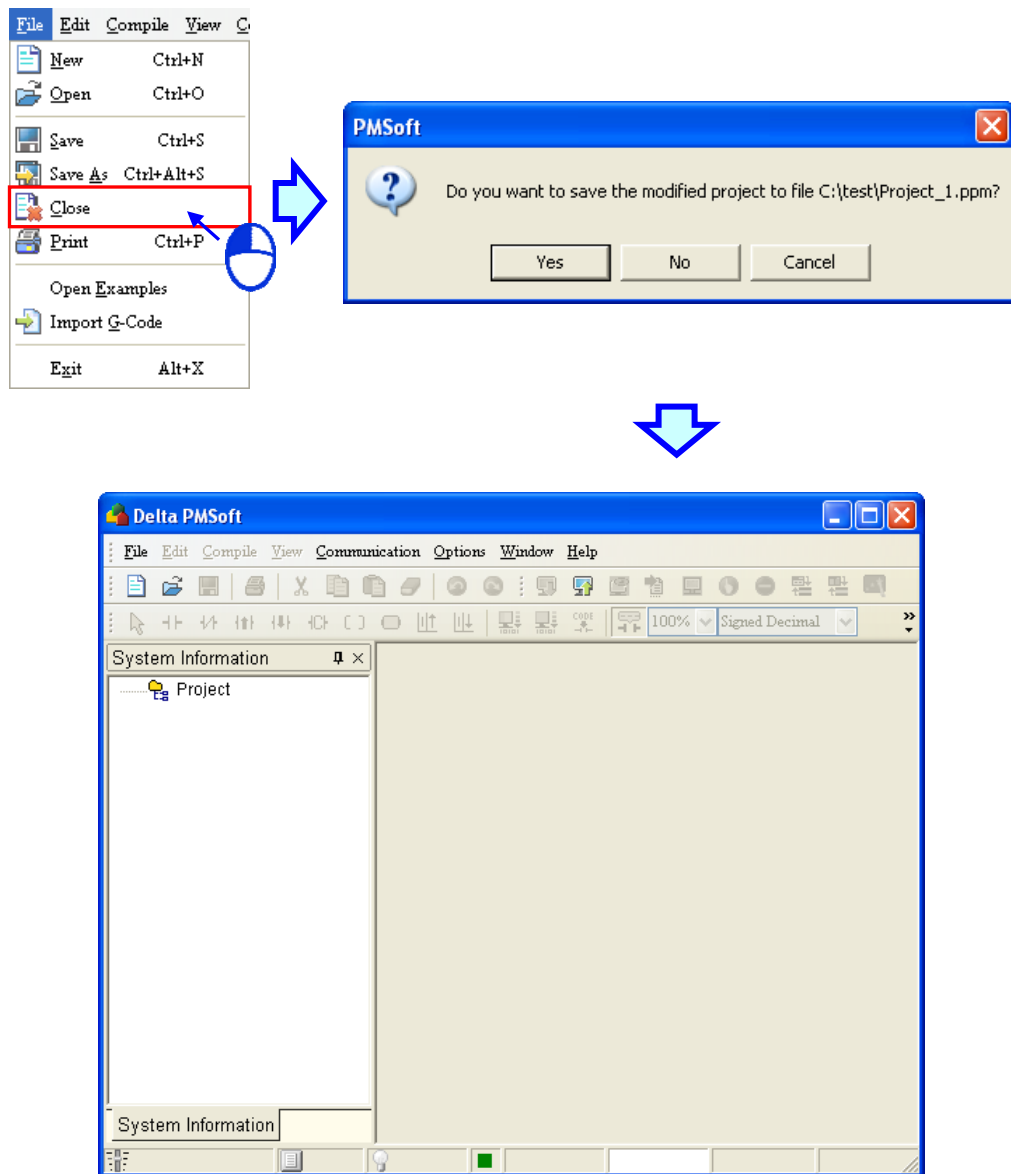 File Edit Compile View
New Ctrl+N
Open Ctrl+O
Save Ctrl+S
Save As Ctrl+Alt+S
Close
Print Ctrl+P
Open Examples
Import G-Code
Exit Alt+X
PMSoft
Do you want to save the modified project to file C:\test\Project_1.ppm?
Yes No Cancel
Delta PMSoft
File Edit Compile View Communication Options Window Help
CODE
100% Signed Decimal
System Information
Project
System Information